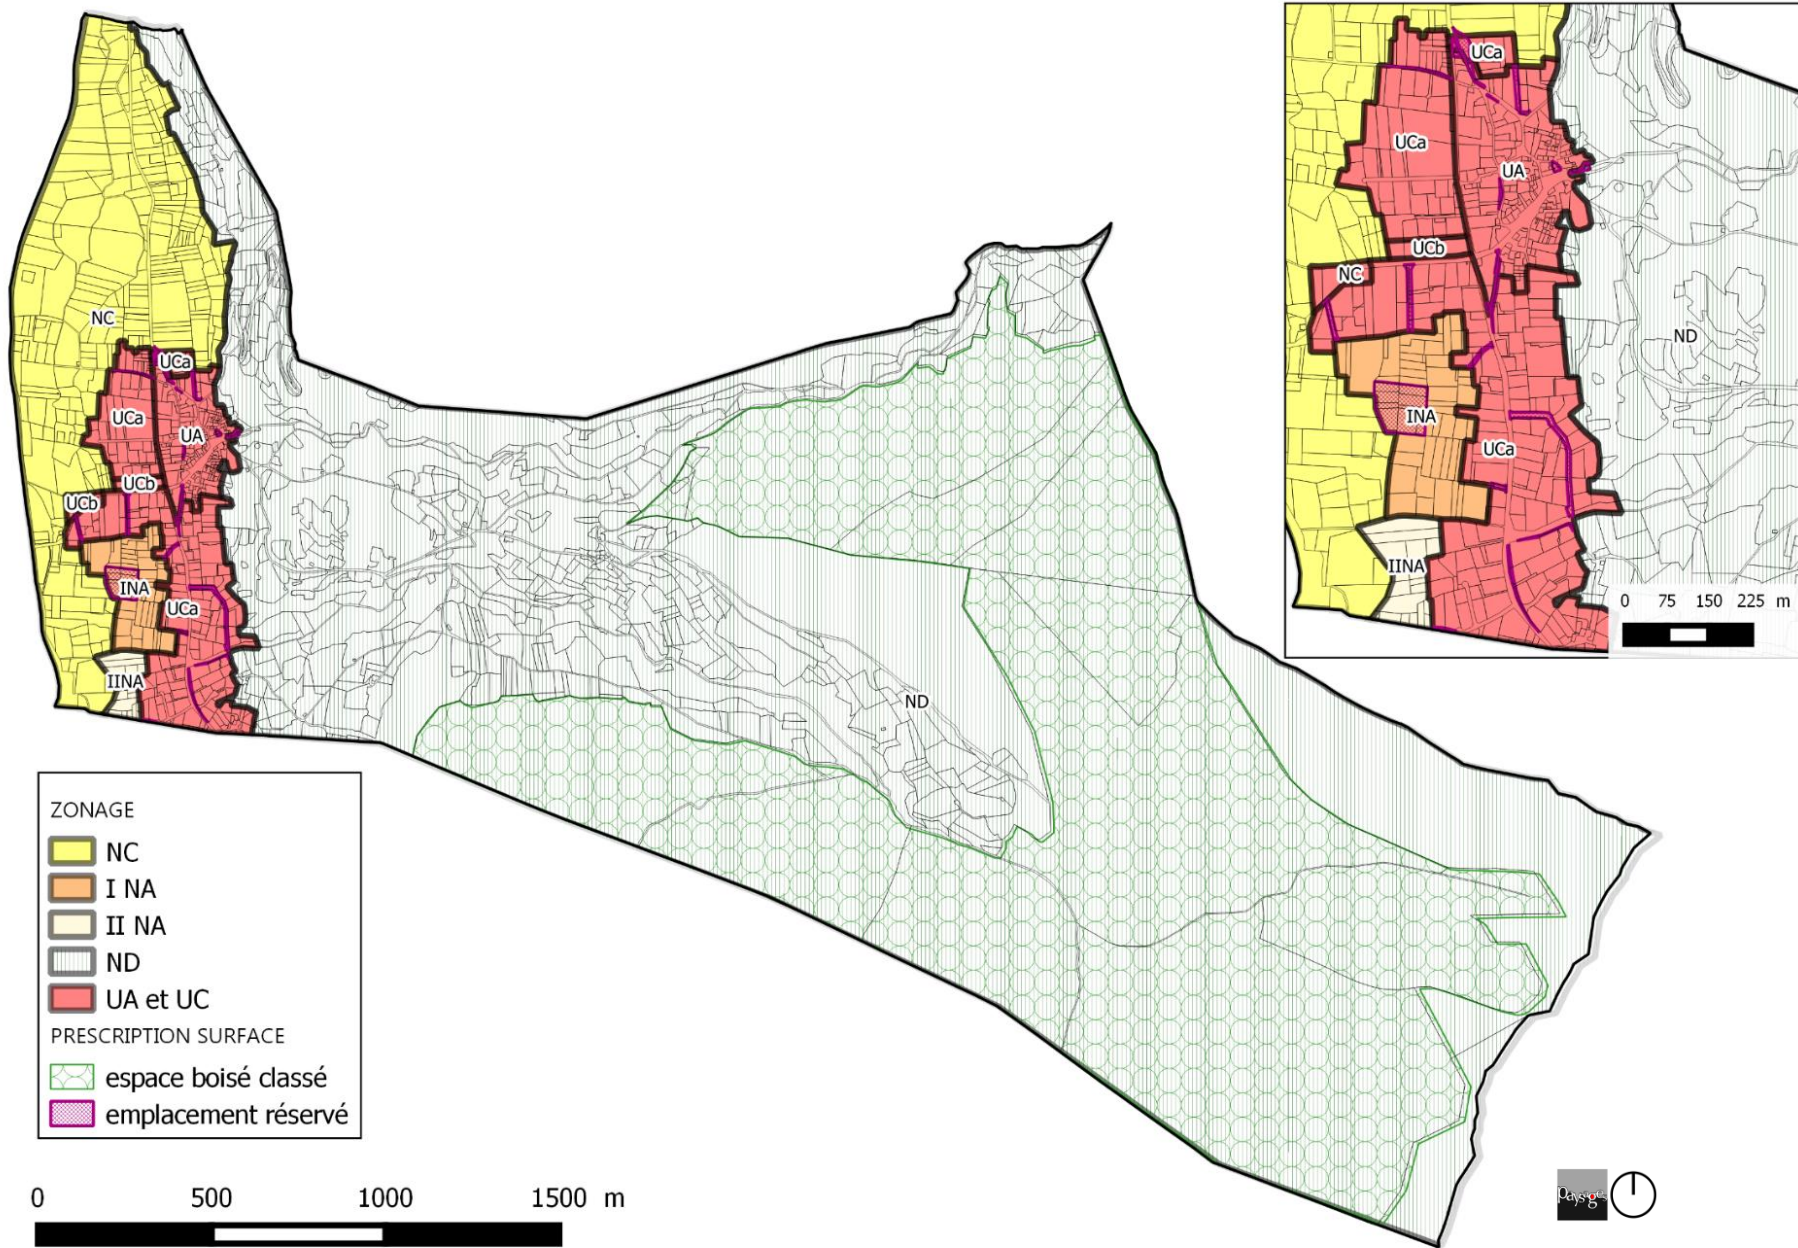 NC
UCa
UCa
UA
UCb
UCb
INA
UCa
IINA
ND
UCa
UCa
UA
UCb
NC
ND
INA
UCa
IINA
0 75 150 225 m
ZONAGE
NC
I NA
II NA
ND
UA et UC
PRESCRIPTION SURFACE
espace boisé classé
emplacement réservé
0 500 1000 1500 m
paysages